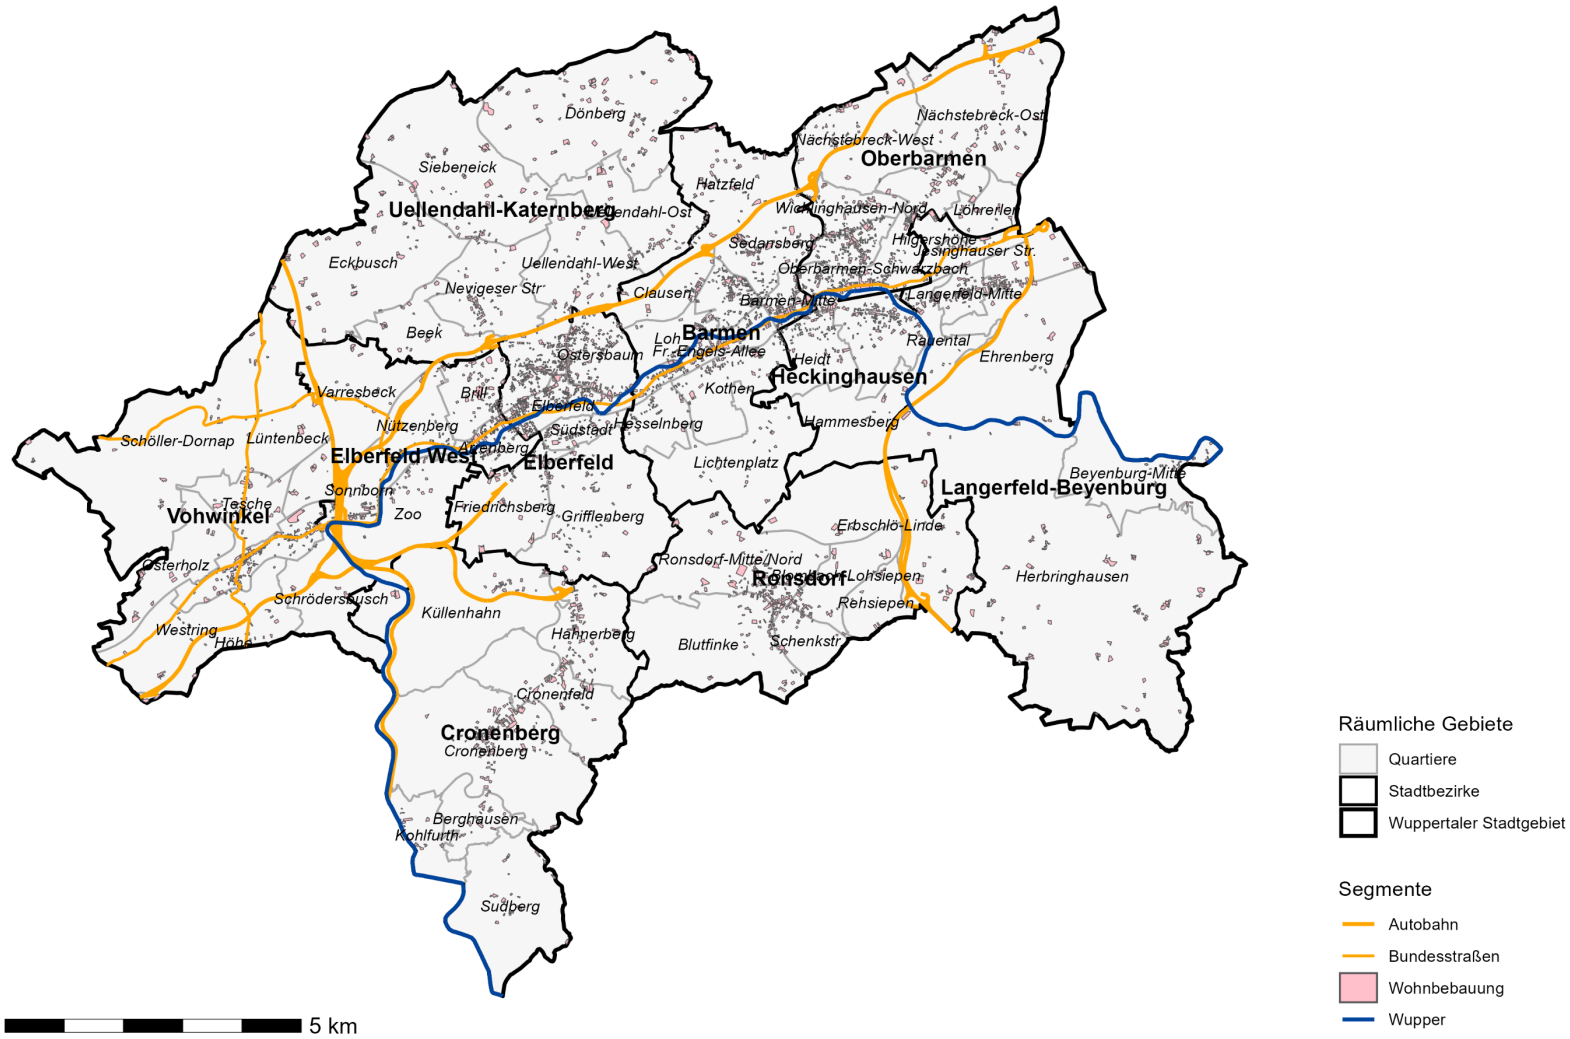 Dönberg
Nächstebreck-Ost
Nächstebreck-West
Oberbarmen
Siebeneick
Hatzfeld
Uellendahl-Katernberg
Uellendahl-Ost
Wichlinghausen-Nord
Löhrerlen
Hilgershöhe
Sedansberg
Jesinghauser Str.
Eckbusch
Uellendahl-West
Oberbarmen-Schwarzbach
Nevigeser Str
Clausen
Barmen-Mitte
Langerfeld-Mitte
Beek
Loh
Barmen
Rauental
Ostersbaum
Fr.-Engels-Allee
Heidt
Ehrenberg
Heckinghausen
Varresbeck
Brill
Kothen
Elberfeld
Nützenberg
Südstadt
Hesselnberg
Hammesberg
Schöller-Dornap
Lüntenbeck
Arrenberg
Elberfeld West
Elberfeld
Lichtenplatz
Beyenburg-Mitte
Sonnborn
Langerfeld-Beyenburg
Tesche
Vohwinkel
Zoo
Friedrichsberg
Grifflenberg
Erbschlö-Linde
Osterholz
Ronsdorf-Mitte/Nord
Blombach-Lohsiepen
Ronsdorf
Herbringhausen
Schrödersbusch
Küllenhahn
Rehsiepen
Westring
Höhe
Hahnerberg
Blutfinke
Schenkstr.
Cronenfeld
Cronenberg
Cronenberg
Berghausen
Kohlfurth
Sudberg
5 km
Räumliche Gebiete
Quartiere
Stadtbezirke
Wuppertaler Stadtgebiet
Segmente
Autobahn
Bundesstraßen
Wohnbebauung
Wupper